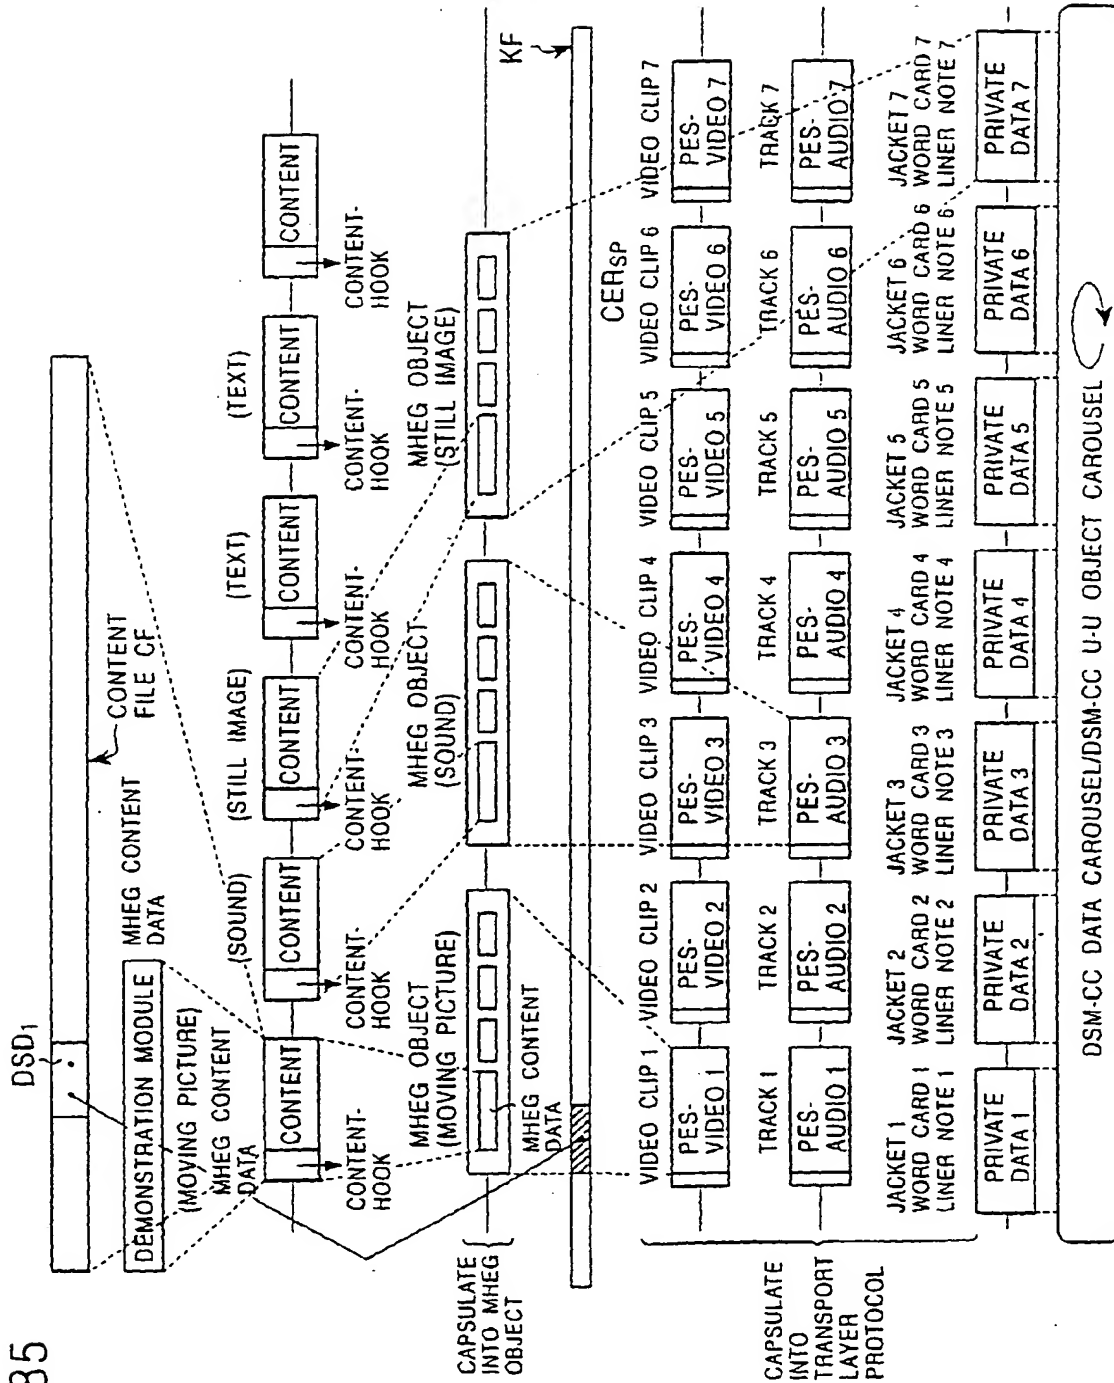 85
DSD1
CONTENT
FILE CF
DEMONSTRATION MODULE
MHEG CONTENT
DATA
(MOVING PICTURE)
MHEG CONTENT
DATA
(SOUND)
(STILL IMAGE)
(TEXT)
(TEXT)
CONTENT
CONTENT
CONTENT
CONTENT
CONTENT
CONTENT
CONTENT-
HOOK
CONTENT-
HOOK
CONTENT-
HOOK
CONTENT-
HOOK
CONTENT-
HOOK
CONTENT-
HOOK
CAPSULATE
INTO MHEG
OBJECT
MHEG OBJECT
(MOVING PICTURE)
MHEG CONTENT
DATA
MHEG OBJECT
(SOUND)
MHEG OBJECT
(STILL IMAGE)
KF
CERSP
CAPSULATE
INTO
TRANSPORT
LAYER
PROTOCOL
VIDEO CLIP 1
VIDEO CLIP 2
VIDEO CLIP 3
VIDEO CLIP 4
VIDEO CLIP 5
VIDEO CLIP 6
VIDEO CLIP 7
PES-
VIDEO 1
PES-
VIDEO 2
PES-
VIDEO 3
PES-
VIDEO 4
PES-
VIDEO 5
PES-
VIDEO 6
PES-
VIDEO 7
TRACK 1
TRACK 2
TRACK 3
TRACK 4
TRACK 5
TRACK 6
TRACK 7
PES-
AUDIO 1
PES-
AUDIO 2
PES-
AUDIO 3
PES-
AUDIO 4
PES-
AUDIO 5
PES-
AUDIO 6
PES-
AUDIO 7
JACKET 1
WORD CARD 1
LINER NOTE 1
JACKET 2
WORD CARD 2
LINER NOTE 2
JACKET 3
WORD CARD 3
LINER NOTE 3
JACKET 4
WORD CARD 4
LINER NOTE 4
JACKET 5
WORD CARD 5
LINER NOTE 5
JACKET 6
WORD CARD 6
LINER NOTE 6
JACKET 7
WORD CARD 7
LINER NOTE 7
PRIVATE
DATA 1
PRIVATE
DATA 2
PRIVATE
DATA 3
PRIVATE
DATA 4
PRIVATE
DATA 5
PRIVATE
DATA 6
PRIVATE
DATA 7
DSM-CC DATA CAROUSEL/DSM-CC U-U OBJECT CAROUSEL